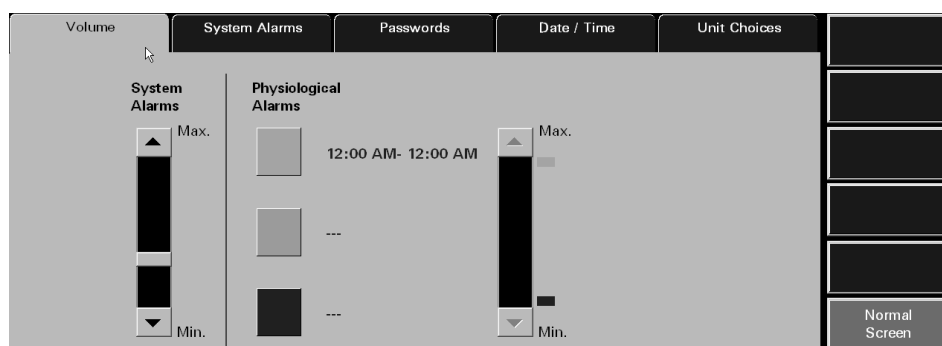 Volume
System Alarms
Passwords
Date / Time
Unit Choices
System
Alarms
Max.
Min.
Physiological
Alarms
12:00 AM- 12:00 AM
---
---
Max.
Min.
Normal
Screen